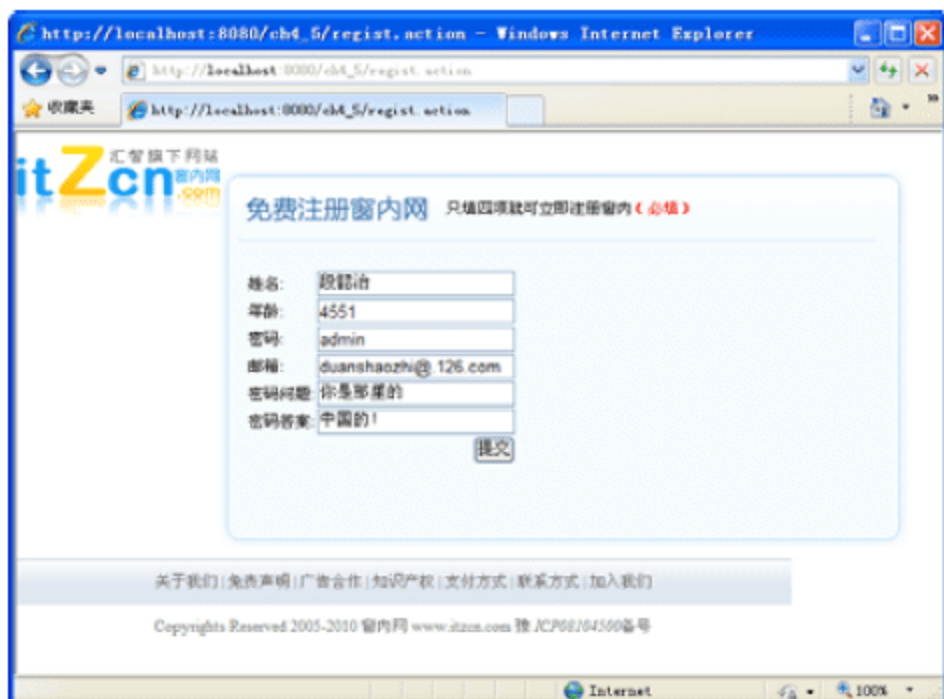 http://localhost:8080/ch4_5/regist.action - Windows Internet Explorer
http://localhost:8080/ch4_5/regist.action
收藏夹 http://localhost:8080/ch4_5/regist.action
汇智旗下网站
itZcn 窗内网
.com
免费注册窗内网 只填四项就可立即注册窗内(必填)
姓名: 段韶治
年龄: 4551
密码: admin
邮箱: duanshaozhi@.126.com
密码问题: 你是那里的
密码答案: 中国的!
提交
关于我们|免责声明|广告合作|知识产权|支付方式|联系方式|加入我们
Copyrights Reserved 2005-2010 窗内网 www.itzcn.com 豫 ICP08104500备号
Internet 100%